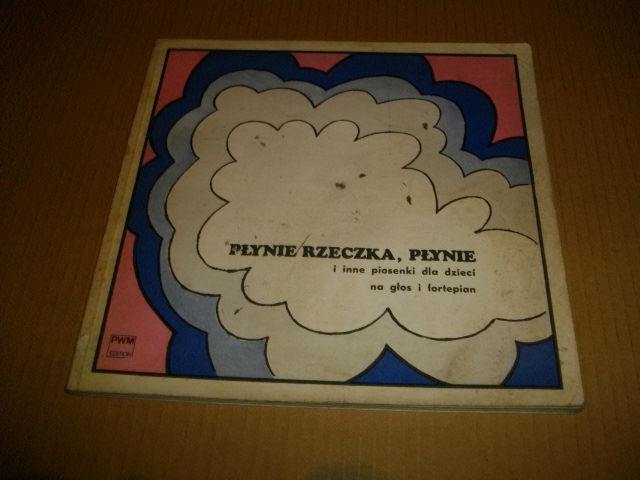 PŁYNIE RZECZKA, PŁYNIE
i inne piosenki dla dzieci
na głos i fortepian
PWM
EDITION